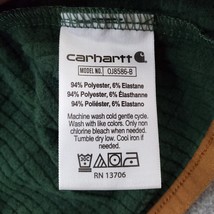 carhartt
MODEL NO. OJ8586-B
94% Polyester, 6% Elastane
94% Polyester, 6% Elasthanne
94% Poliéster, 6% Elastano
Machine wash cold gentle cycle.
Wash with like colors. Only non
chlorine bleach when needed.
Tumble dry low. Cool iron if
needed.
RN 13706